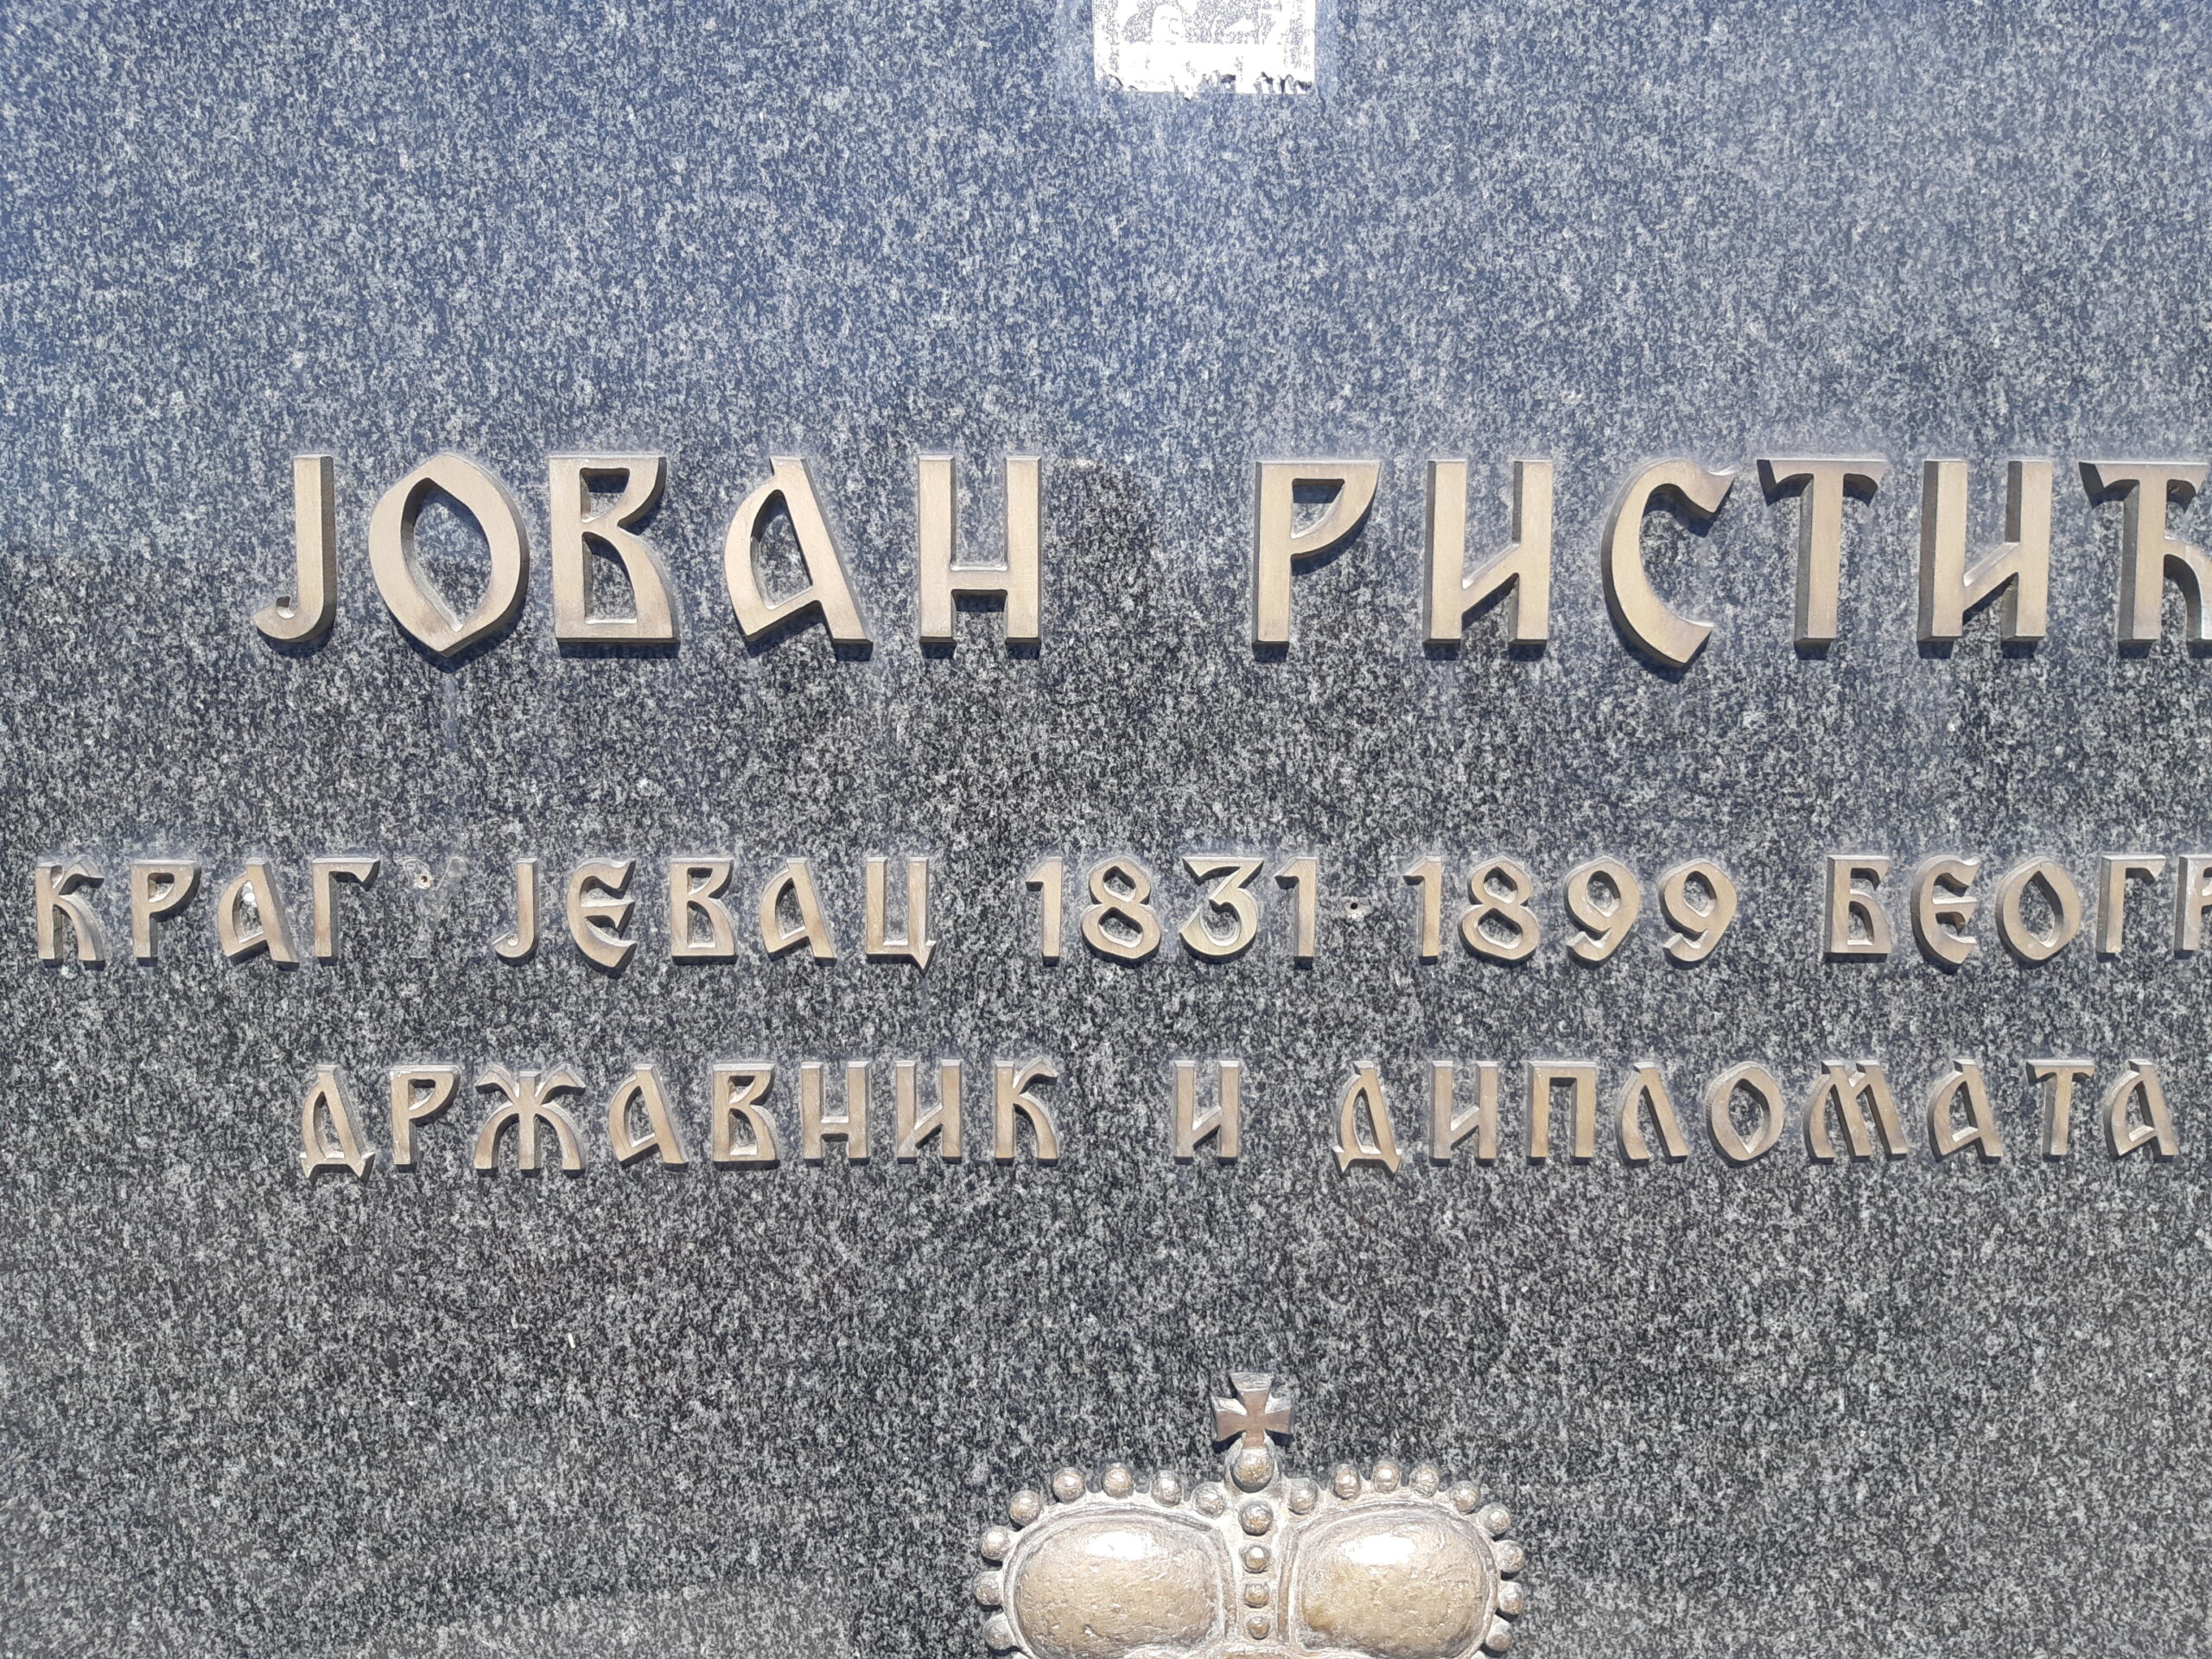 ЈОВАН РИСТИЋ
КРАГ ЈЕВАЦ 1831 1899 БЕОГР
ДРЖАВНИК И ДИПЛОМАТА